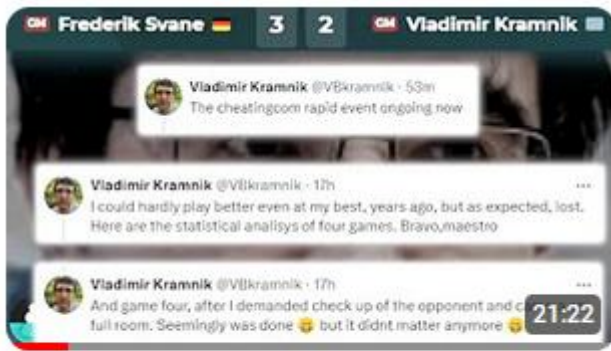 GM Frederik Svane 3 2 GM Vladimir Kramnik
Vladimir Kramnik @VBkramnik · 53m
The cheatingcom rapid event ongoing now
Vladimir Kramnik @VBkramnik · 17h
I could hardly play better even at my best, years ago, but as expected, lost.
Here are the statistical analisys of four games. Bravo,maestro
Vladimir Kramnik @VBkramnik · 17h
And game four, after I demanded check up of the opponent and
full room. Seemingly was done 😝 but it didnt matter anymore
21:22